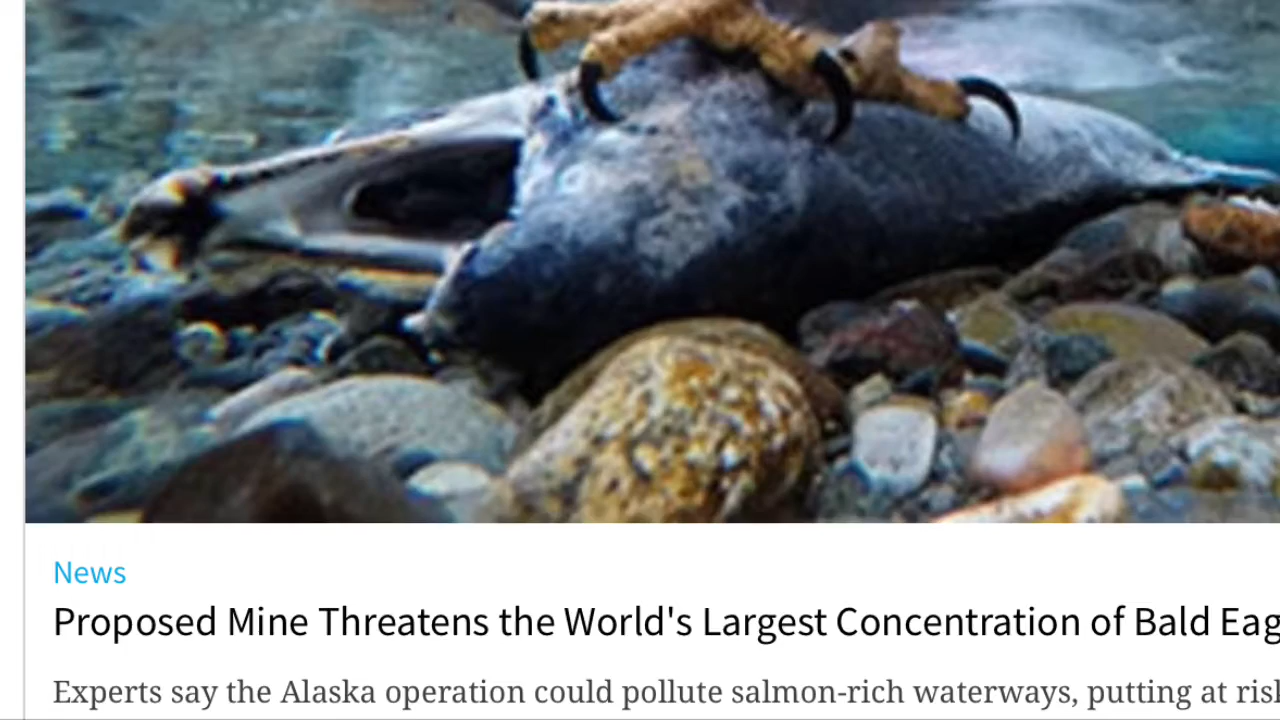 News
Proposed Mine Threatens the World's Largest Concentration of Bald
Experts say the Alaska operation could pollute salmon-rich waterways, putting at